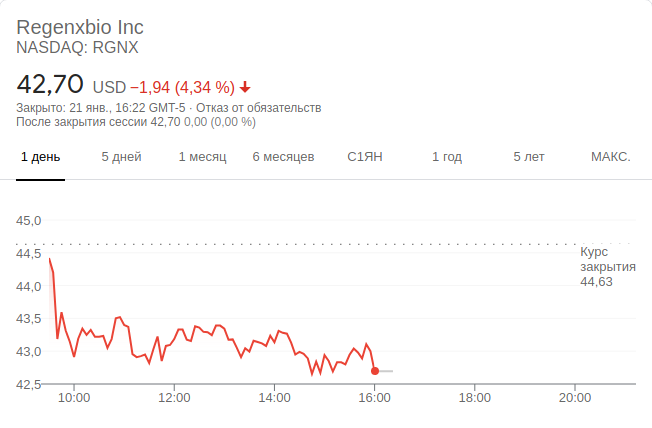 Regenxbio Inc
NASDAQ: RGNX
42,70 USD −1,94 (4,34 %)
Закрыто: 21 янв., 16:22 GMT-5 · Отказ от обязательств
После закрытия сессии 42,70 0,00 (0,00 %)
1 день 5 дней 1 месяц 6 месяцев С1ЯН 1 год 5 лет МАКС.
45,0
44,5
Курс
закрытия
44,63
44,0
43,5
43,0
42,5
10:00 12:00 14:00 16:00 18:00 20:00